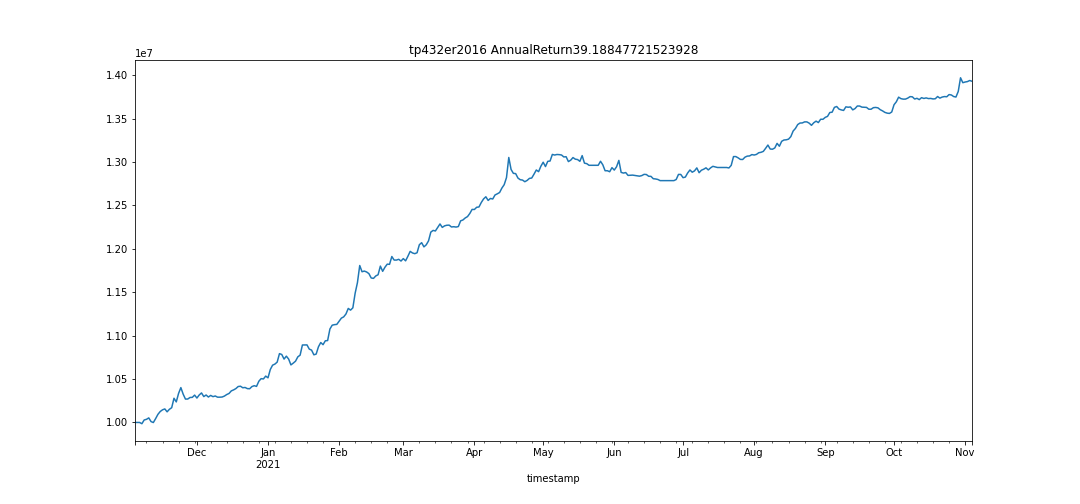 tp432er2016 AnnualReturn39.18847721523928
1e7
1.40
1.35
1.30
1.25
1.20
1.15
1.10
1.05
1.00
Dec Jan Feb Mar Apr May Jun Jul Aug Sep Oct Nov
2021
timestamp